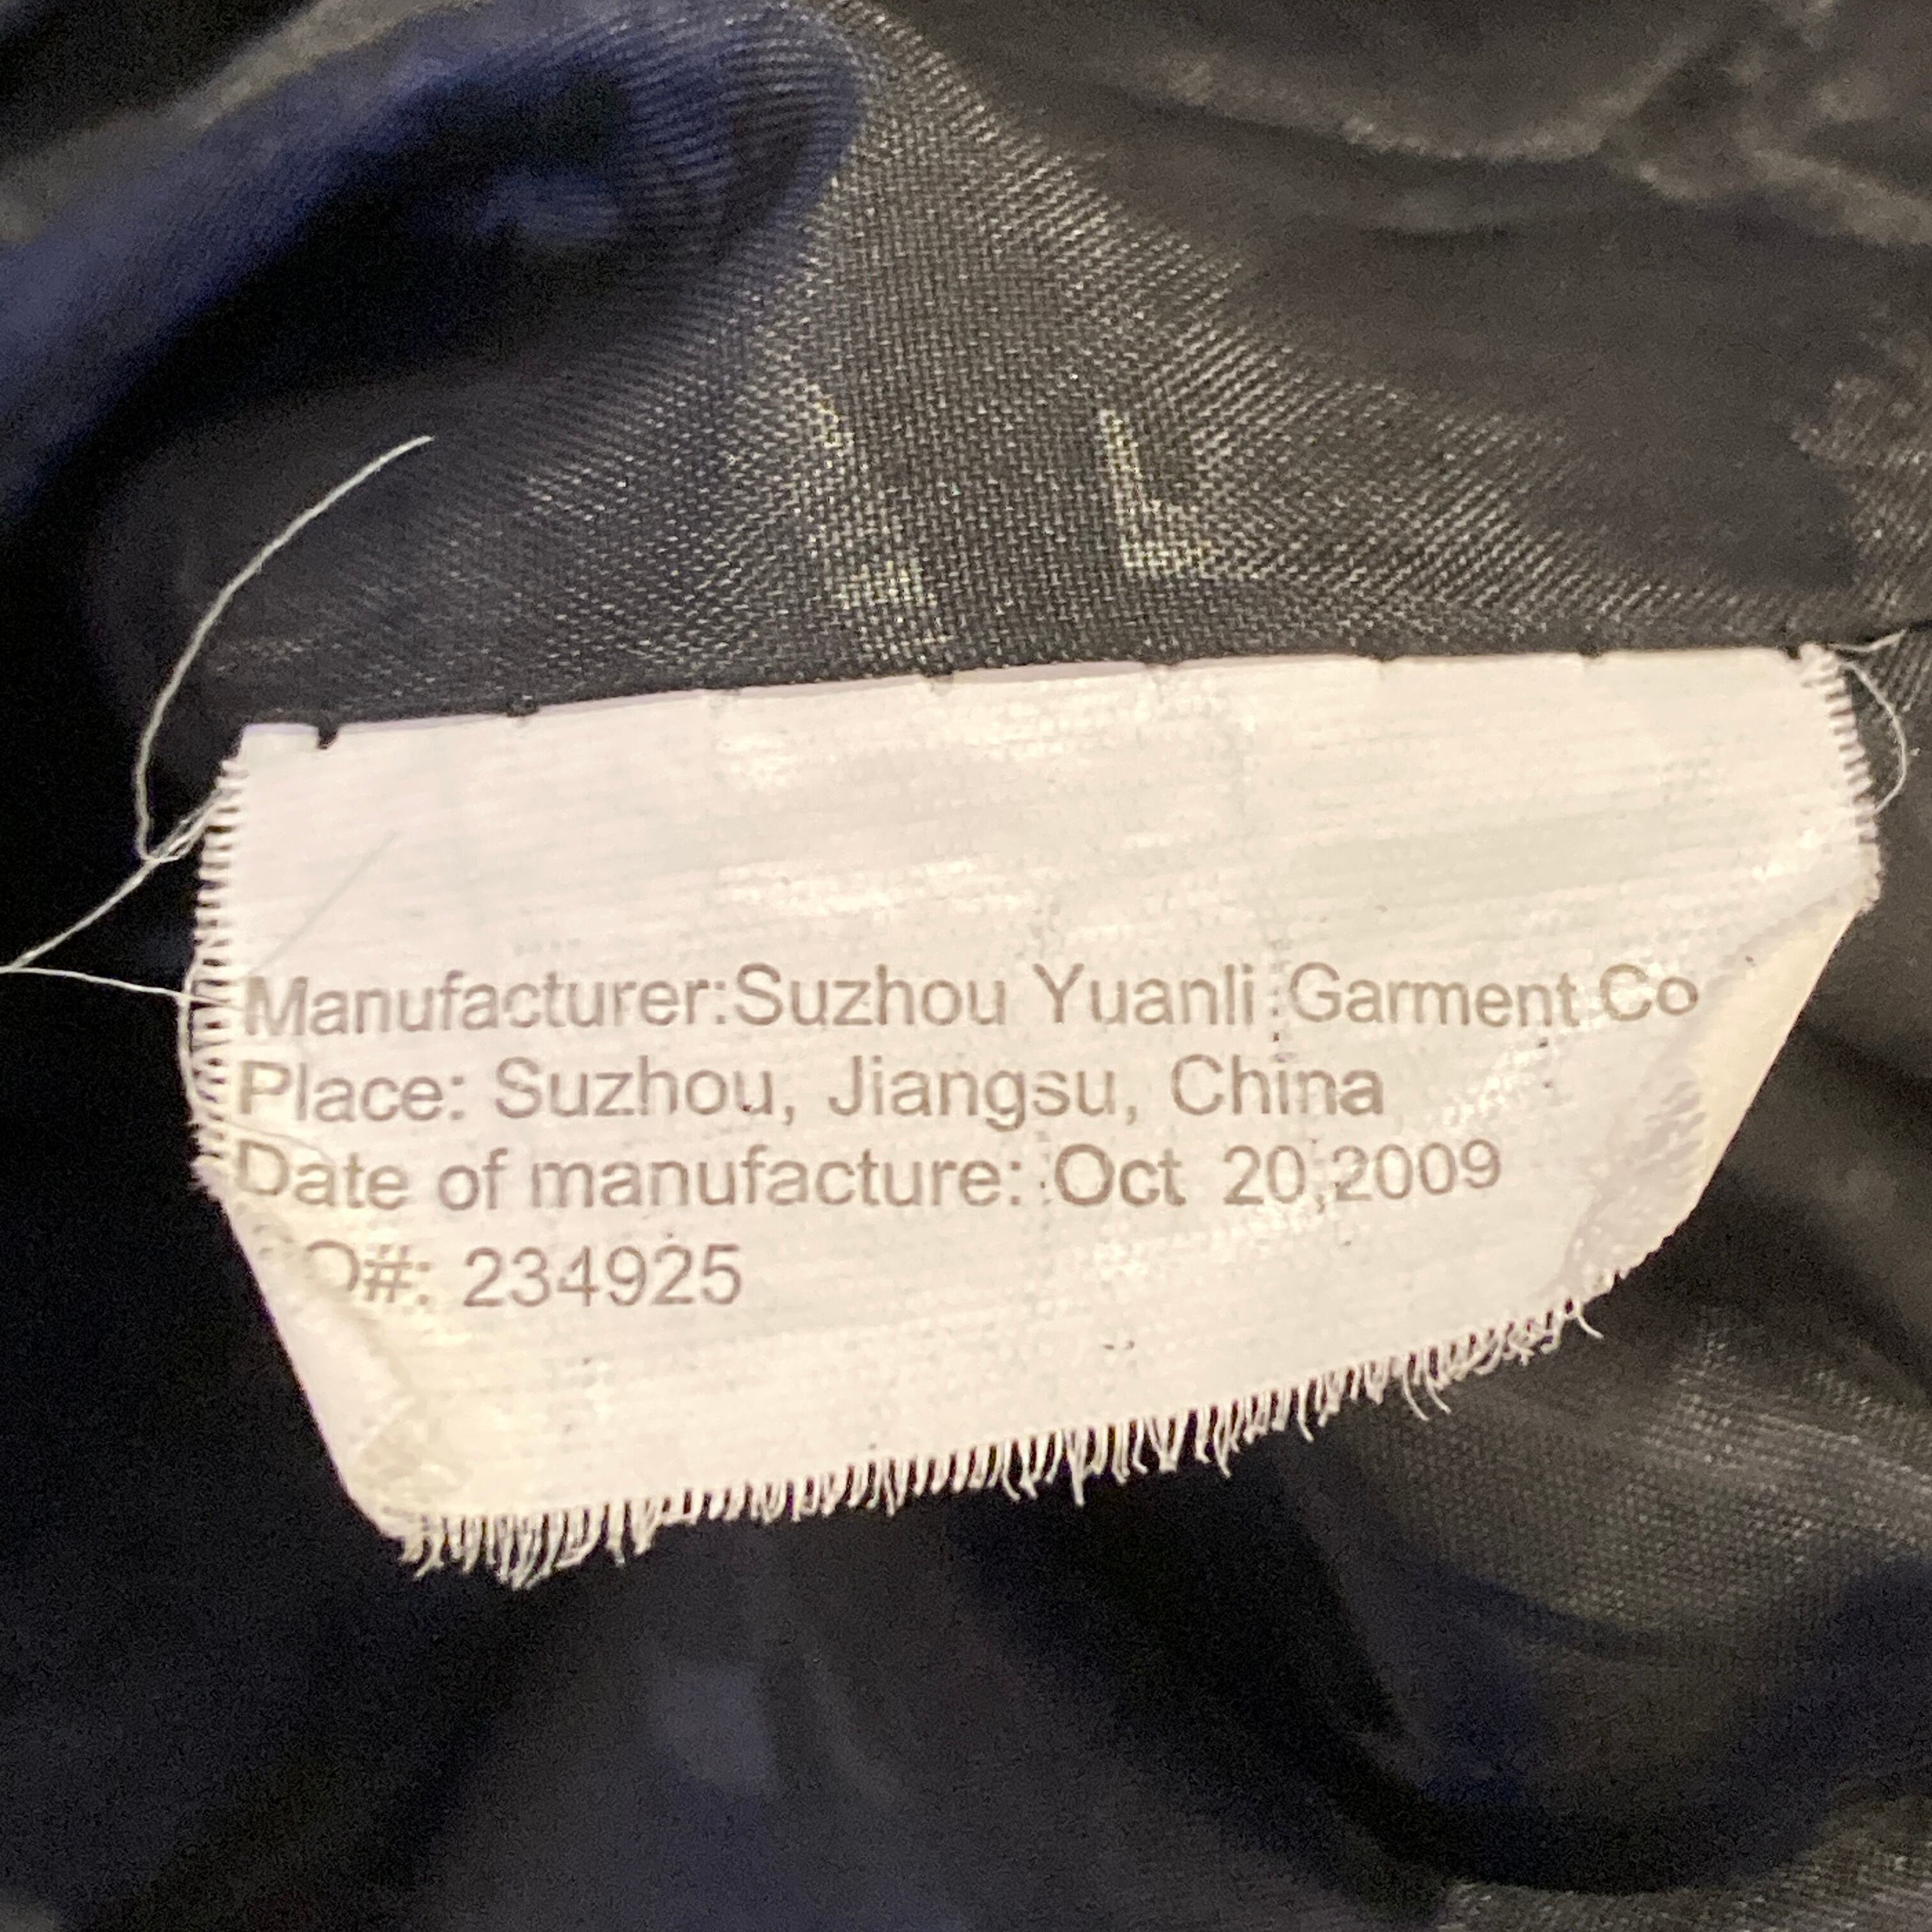 Manufacturer:Suzhou Yuanli Garment Co
Place: Suzhou, Jiangsu, China
Date of manufacture: Oct 20,2009
234925